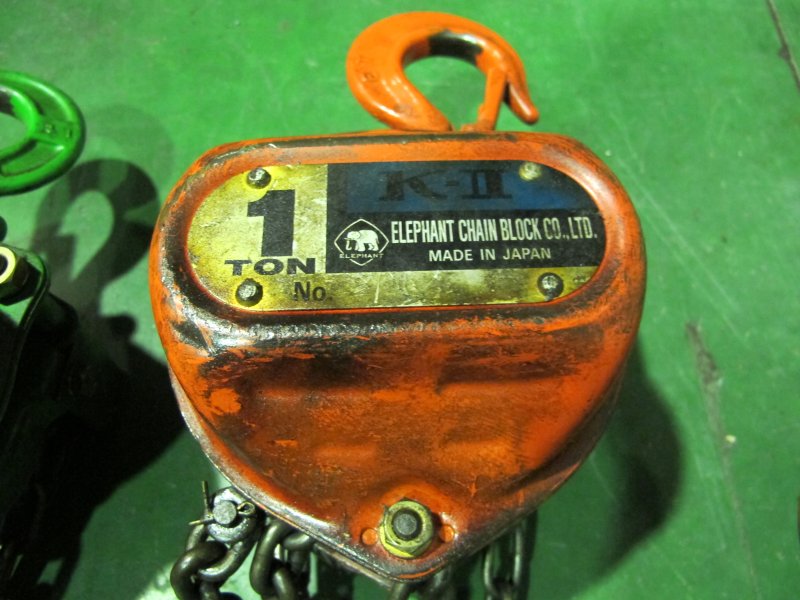 1
TON
K-II
ELEPHANT
ELEPHANT CHAIN BLOCK CO.,LTD.
MADE IN JAPAN
No.